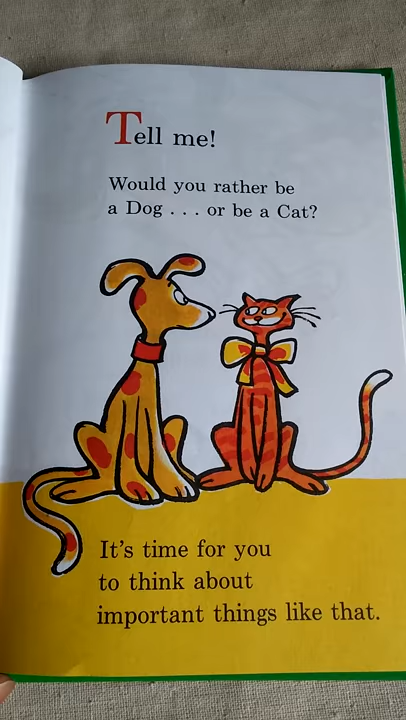 Tell me!
Would you rather be
a Dog . . . or be a Cat?
It's time for you
to think about
important things like that.